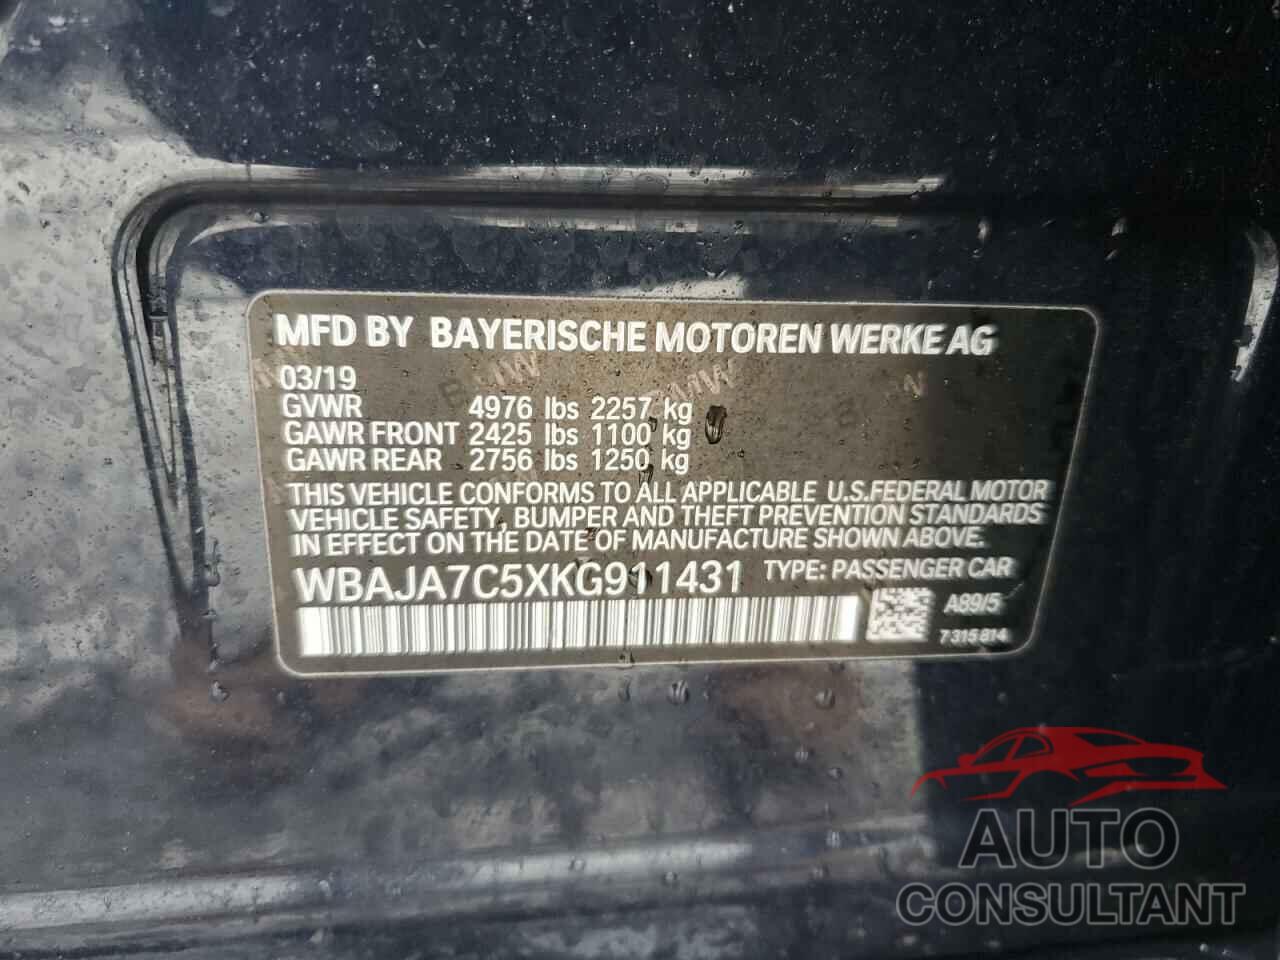 MFD BY BAYERISCHE MOTOREN WERKE AG
03/19
GVWR 4976 lbs 2257 kg
GAWR FRONT 2425 lbs 1100 kg
GAWR REAR 2756 lbs 1250 kg
THIS VEHICLE CONFORMS TO ALL APPLICABLE U.S.FEDERAL MOTOR
VEHICLE SAFETY, BUMPER AND THEFT PREVENTION STANDARDS
IN EFFECT ON THE DATE OF MANUFACTURE SHOWN ABOVE.
WBAJA7C5XKG911431 TYPE: PASSENGER CAR
A89/5
7315814
AUTO
CONSULTANT